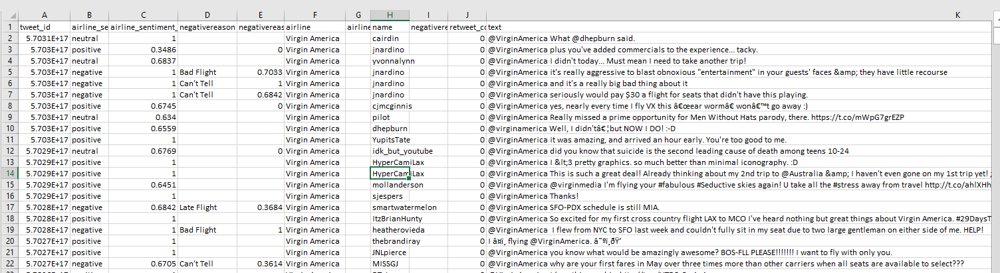 A B C D E F G H I J K
1 tweet_id airline_se airline_sentiment_ negativereason negativereas airline airline name negativere retweet_co text
2 5.7031E+17 neutral 1 Virgin America cairdin 0 @VirginAmerica What @dhepburn said.
3 5.703E+17 positive 0.3486 0 Virgin America jnardino 0 @VirginAmerica plus you've added commercials to the experience... tacky.
4 5.703E+17 neutral 0.6837 Virgin America yvonnalynn 0 @VirginAmerica I didn't today... Must mean I need to take another trip!
5 5.703E+17 negative 1 Bad Flight 0.7033 Virgin America jnardino 0 @VirginAmerica it's really aggressive to blast obnoxious "entertainment" in your guests' faces &amp; they have little recourse
6 5.703E+17 negative 1 Can't Tell 1 Virgin America jnardino 0 @VirginAmerica and it's a really big bad thing about it
7 5.703E+17 negative 1 Can't Tell 0.6842 Virgin America jnardino 0 @VirginAmerica seriously would pay $30 a flight for seats that didn't have this playing.
8 5.703E+17 positive 0.6745 0 Virgin America cjmcginnis 0 @VirginAmerica yes, nearly every time I fly VX this â€œear wormâ€ wonâ€™t go away :)
9 5.703E+17 neutral 0.634 Virgin America pilot 0 @VirginAmerica Really missed a prime opportunity for Men Without Hats parody, there. https://t.co/mWpG7grEZP
10 5.703E+17 positive 0.6559 Virgin America dhepburn 0 @virginamerica Well, I didn'tâ€¦but NOW I DO! :-D
11 5.703E+17 positive 1 Virgin America YupitsTate 0 @VirginAmerica it was amazing, and arrived an hour early. You're too good to me.
12 5.7029E+17 neutral 0.6769 0 Virgin America idk_but_youtube 0 @VirginAmerica did you know that suicide is the second leading cause of death among teens 10-24
13 5.7029E+17 positive 1 Virgin America HyperCamiLax 0 @VirginAmerica I &lt;3 pretty graphics. so much better than minimal iconography. :D
14 5.7029E+17 positive 1 Virgin America HyperCamiLax 0 @VirginAmerica This is such a great deal! Already thinking about my 2nd trip to @Australia &amp; I haven't even gone on my 1st trip yet! ;
15 5.7029E+17 positive 0.6451 Virgin America mollanderson 0 @VirginAmerica @virginmedia I'm flying your #fabulous #Seductive skies again! U take all the #stress away from travel http://t.co/ahlXHh
16 5.7029E+17 positive 1 Virgin America sjespers 0 @VirginAmerica Thanks!
17 5.7028E+17 negative 0.6842 Late Flight 0.3684 Virgin America smartwatermelon 0 @VirginAmerica SFO-PDX schedule is still MIA.
18 5.7028E+17 positive 1 Virgin America ItzBrianHunty 0 @VirginAmerica So excited for my first cross country flight LAX to MCO I've heard nothing but great things about Virgin America. #29DaysT
19 5.7028E+17 negative 1 Bad Flight 1 Virgin America heatherovieda 0 @VirginAmerica I flew from NYC to SFO last week and couldn't fully sit in my seat due to two large gentleman on either side of me. HELP!
20 5.7027E+17 positive 1 Virgin America thebrandiray 0 I â¤ï¸ flying @VirginAmerica. â˜ºï¸ðŸ‘
21 5.7027E+17 positive 1 Virgin America JNLpierce 0 @VirginAmerica you know what would be amazingly awesome? BOS-FLL PLEASE!!!!!!! I want to fly with only you.
22 5.7027E+17 negative 0.6705 Can't Tell 0.3614 Virgin America MISSGJ 0 @VirginAmerica why are your first fares in May over three times more than other carriers when all seats are available to select???